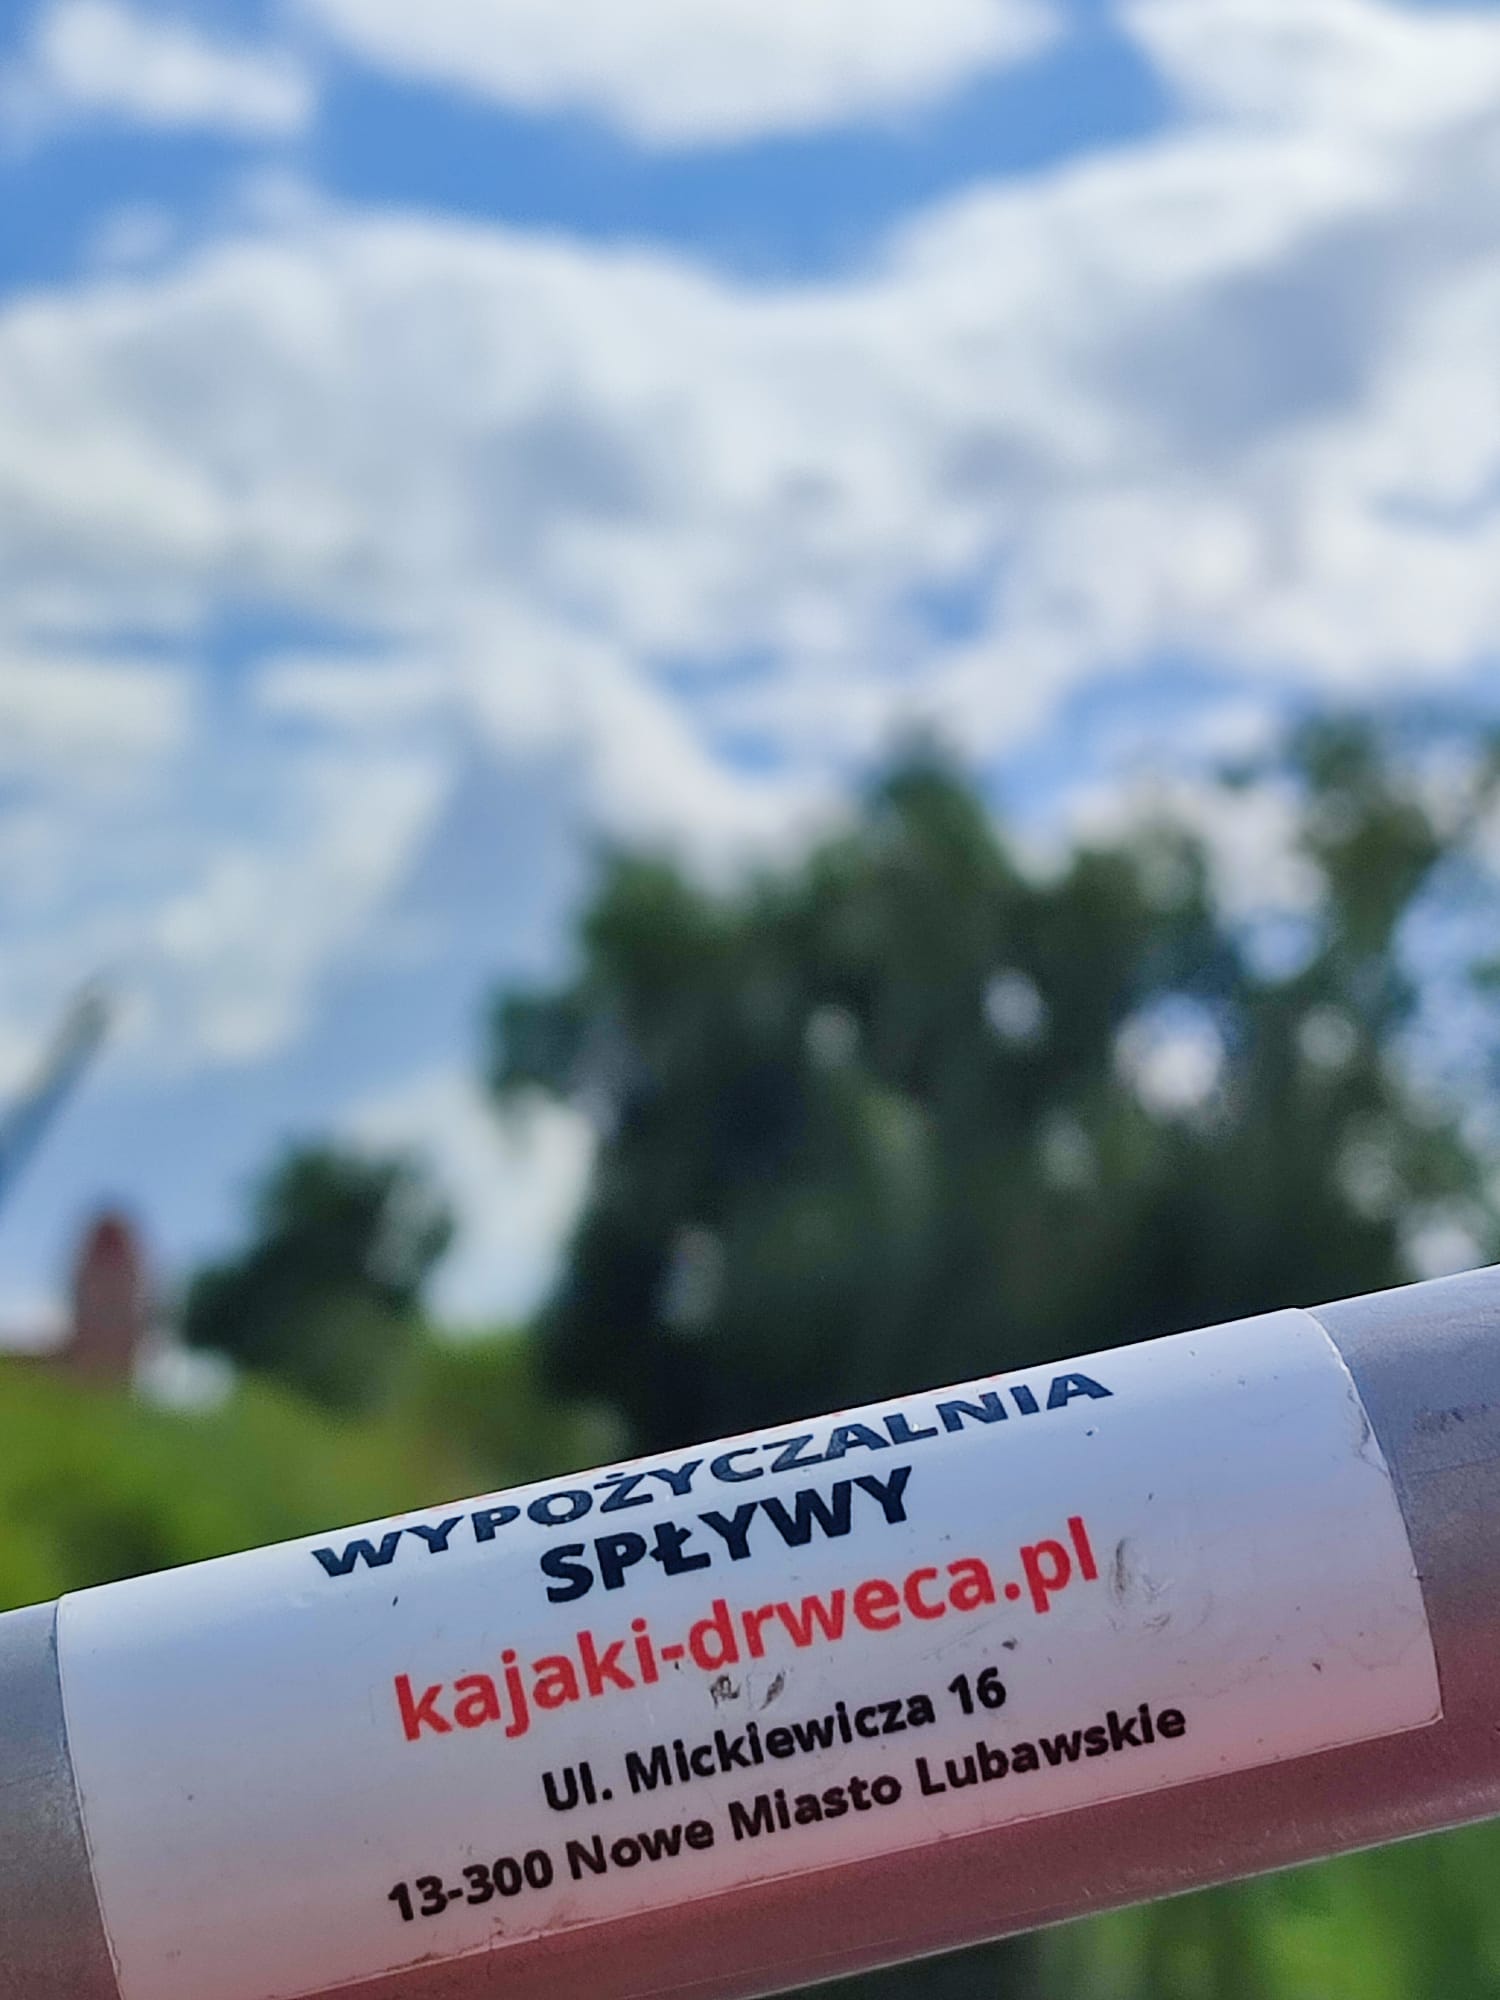 WYPOŻYCZALNIA
SPŁYWY
kajaki-drweca.pl
Ul. Mickiewicza 16
13-300 Nowe Miasto Lubawskie